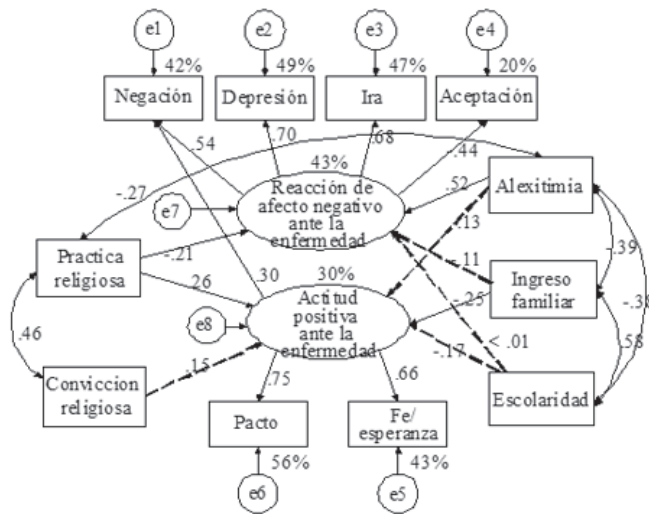 e1
e2
e3
e4
42%
49%
47%
20%
Negación
Depresión
Ira
Aceptación
.54
.70
.68
-.44
43%
-.27
Reacción de
afecto negativo
ante la
enfermedad
.52
Alexitimia
e7
.13
-.39
Practica
religiosa
-.21
-.11
Ingreso
familiar
.26
.30
30%
-.25
-.38
Actitud
positiva
ante la
enfermedad
e8
.46
< .01
.58
-.17
.15
Conviccion
religiosa
Escolaridad
.75
.66
Pacto
Fe/
esperanza
56%
43%
e6
e5